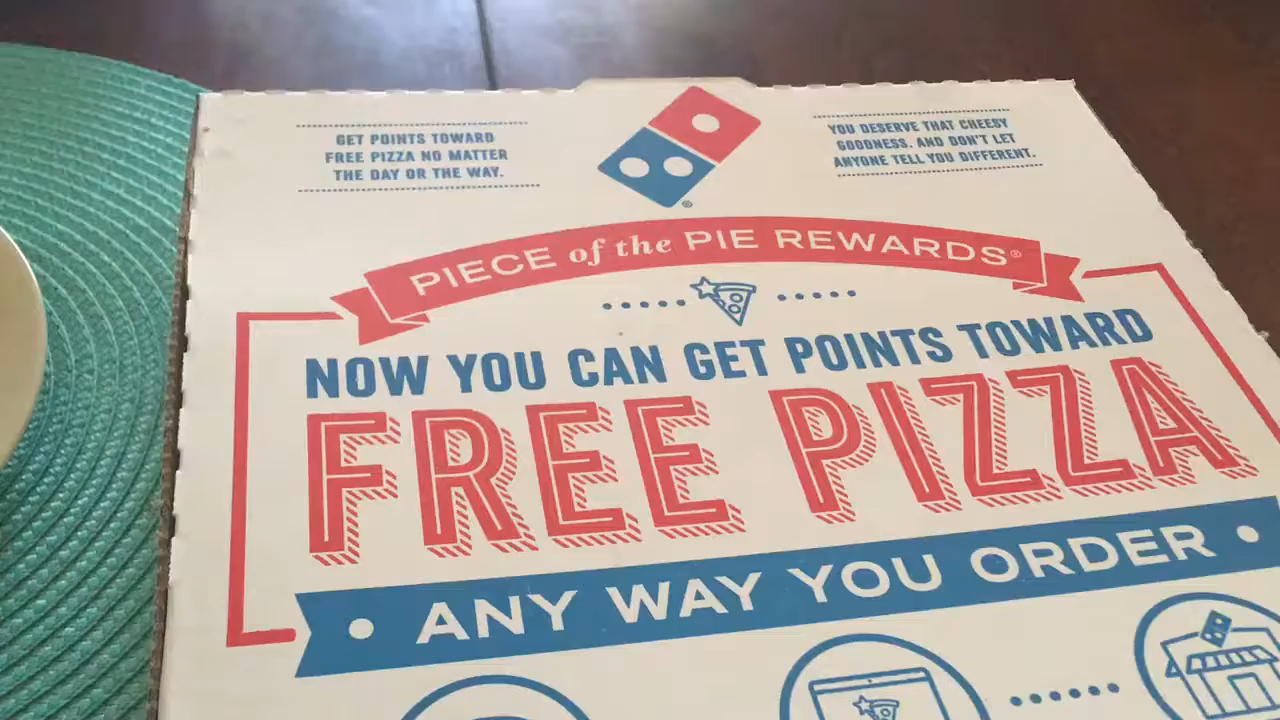 GET POINTS TOWARD
FREE PIZZA NO MATTER
THE DAY OR THE WAY.
YOU DESERVE THAT CHEESY
GOODNESS. AND DON'T LET
ANYONE TELL YOU DIFFERENT.
®
PIECE of the PIE REWARDS®
NOW YOU CAN GET POINTS TOWARD
FREE PIZZA
• ANY WAY YOU ORDER •